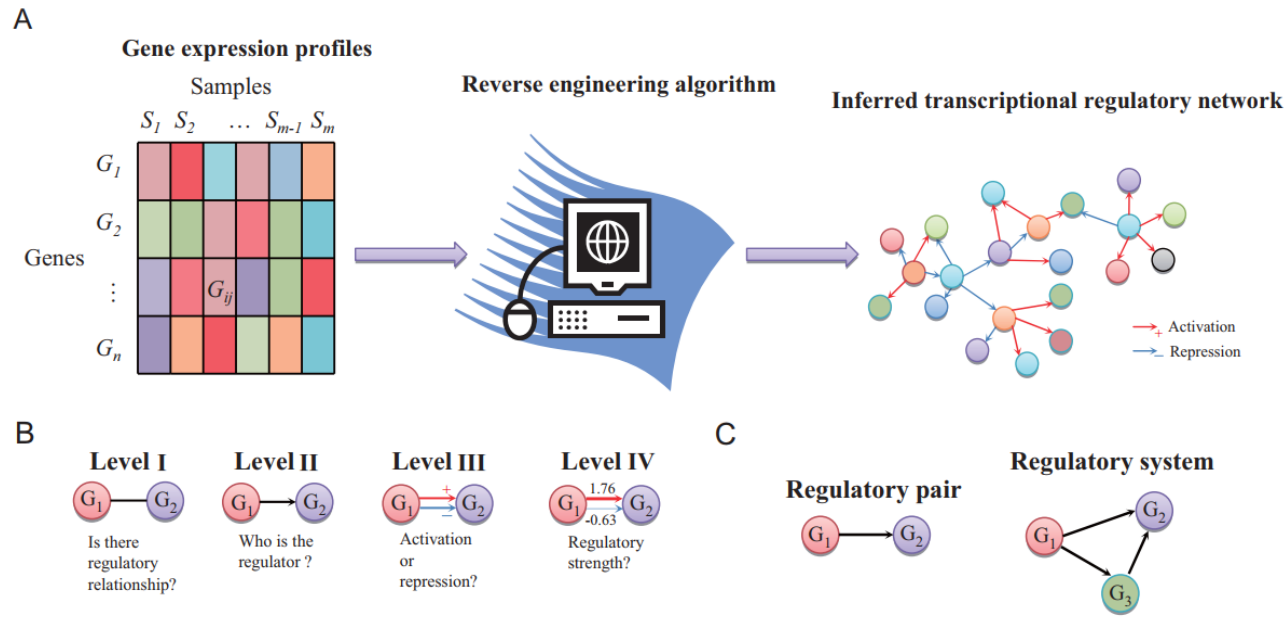 A
Gene expression profiles
Samples
S1 S2 … Sm-1 Sm
Genes
G1
G2
⋮
Gij
Gn
Reverse engineering algorithm
Inferred transcriptional regulatory network
+ Activation
– Repression
B
Level I
G1 G2
Is there
regulatory
relationship?
Level II
G1 G2
Who is the
regulator ?
Level III
G1 + – G2
Activation
or
repression?
Level IV
G1 1.76 -0.63 G2
Regulatory
strength?
C
Regulatory pair
G1 G2
Regulatory system
G1 G2
G3